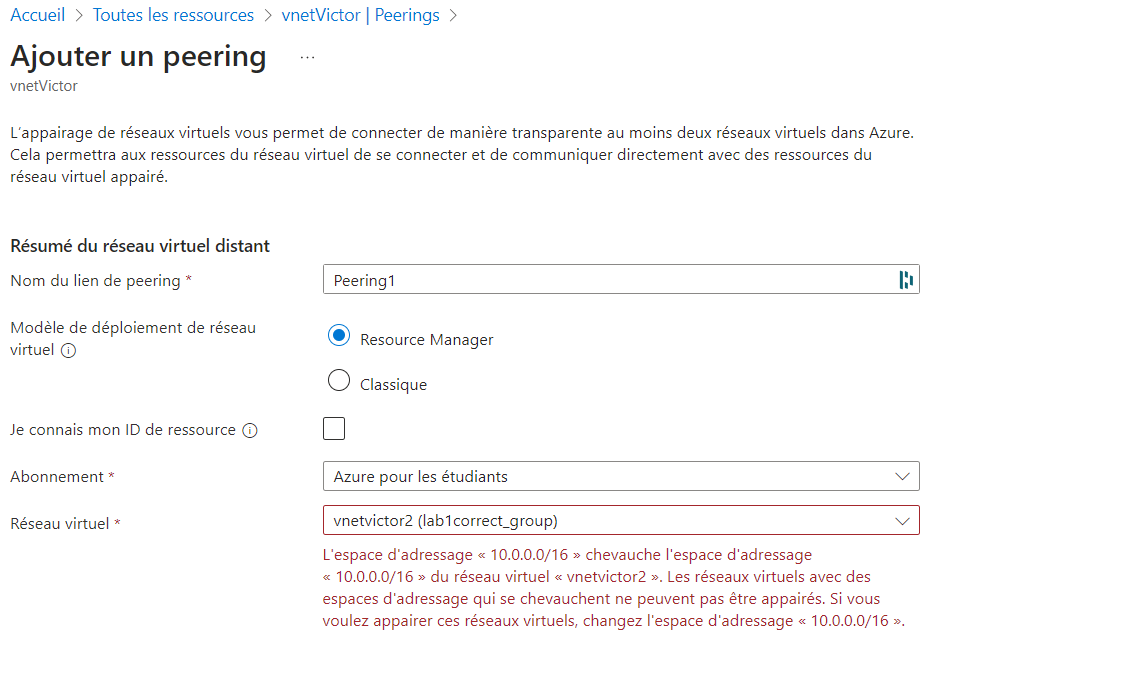 Accueil > Toutes les ressources > vnetVictor | Peerings >
Ajouter un peering ...
vnetVictor
L'appairage de réseaux virtuels vous permet de connecter de manière transparente au moins deux réseaux virtuels dans Azure.
Cela permettra aux ressources du réseau virtuel de se connecter et de communiquer directement avec des ressources du
réseau virtuel appairé.
Résumé du réseau virtuel distant
Nom du lien de peering *
Peering1
Modèle de déploiement de réseau
virtuel
Resource Manager
Classique
Je connais mon ID de ressource
Abonnement *
Azure pour les étudiants
Réseau virtuel *
vnetvictor2 (lab1correct_group)
L'espace d'adressage « 10.0.0.0/16 » chevauche l'espace d'adressage
« 10.0.0.0/16 » du réseau virtuel « vnetvictor2 ». Les réseaux virtuels avec des
espaces d'adressage qui se chevauchent ne peuvent pas être appairés. Si vous
voulez appairer ces réseaux virtuels, changez l'espace d'adressage « 10.0.0.0/16 ».